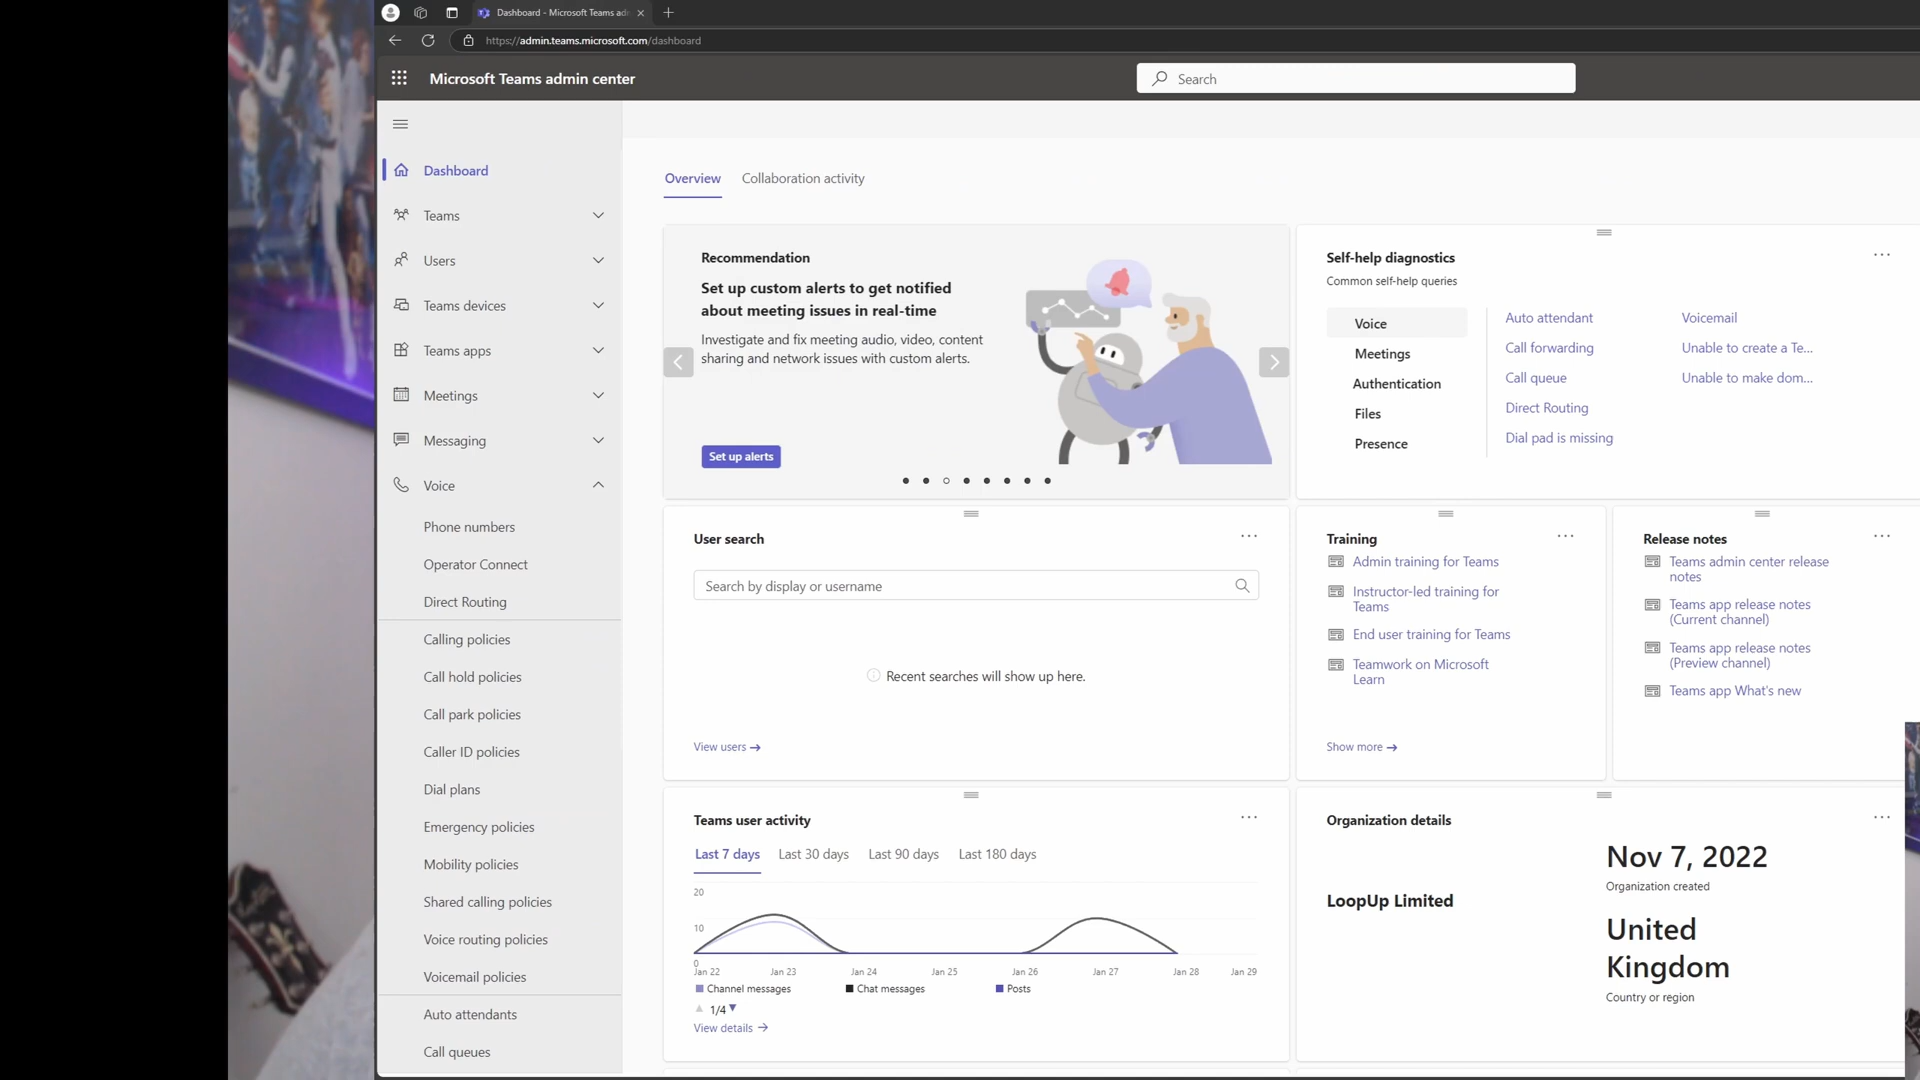 Dashboard - Microsoft Teams ad
https://admin.teams.microsoft.com/dashboard
Microsoft Teams admin center
Search
Dashboard
Teams
Users
Teams devices
Teams apps
Meetings
Messaging
Voice
Phone numbers
Operator Connect
Direct Routing
Calling policies
Call hold policies
Call park policies
Caller ID policies
Dial plans
Emergency policies
Mobility policies
Shared calling policies
Voice routing policies
Voicemail policies
Auto attendants
Call queues
Overview
Collaboration activity
Recommendation
Set up custom alerts to get notified
about meeting issues in real-time
Investigate and fix meeting audio, video, content
sharing and network issues with custom alerts.
Set up alerts
Self-help diagnostics
Common self-help queries
Voice
Meetings
Authentication
Files
Presence
Auto attendant
Call forwarding
Call queue
Direct Routing
Dial pad is missing
Voicemail
Unable to create a Te...
Unable to make dom...
User search
Search by display or username
Recent searches will show up here.
View users →
Training
Admin training for Teams
Instructor-led training for
Teams
End user training for Teams
Teamwork on Microsoft
Learn
Show more →
Release notes
Teams admin center release
notes
Teams app release notes
(Current channel)
Teams app release notes
(Preview channel)
Teams app What's new
Teams user activity
Last 7 days
Last 30 days
Last 90 days
Last 180 days
20
10
0
Jan 22
Jan 23
Jan 24
Jan 25
Jan 26
Jan 27
Jan 28
Jan 29
Channel messages
Chat messages
Posts
1/4
View details →
Organization details
LoopUp Limited
Nov 7, 2022
Organization created
United
Kingdom
Country or region